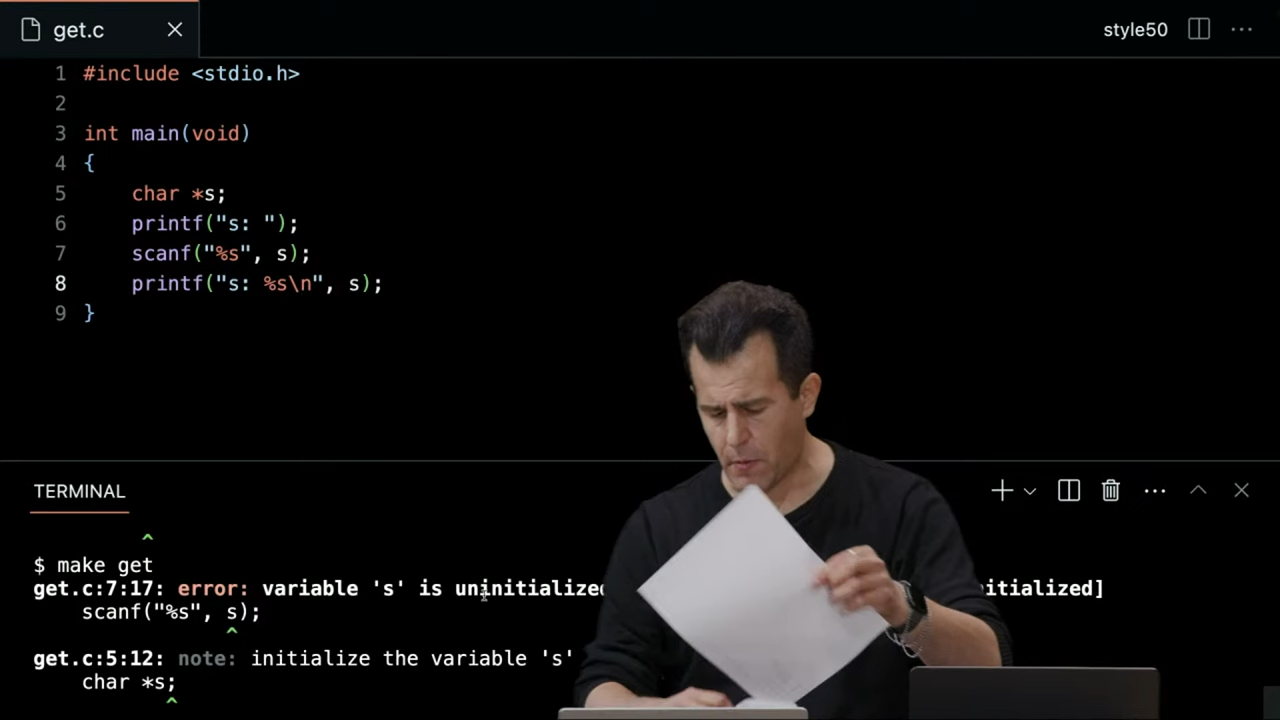 get.c
style50
1 #include <stdio.h>
2
3 int main(void)
4 {
5     char *s;
6     printf("s: ");
7     scanf("%s", s);
8     printf("s: %s\n", s);
9 }
TERMINAL
^
$ make get
get.c:7:17: error: variable 's' is uninitialized itialized]
    scanf("%s", s);
^
get.c:5:12: note: initialize the variable 's'
    char *s;
^